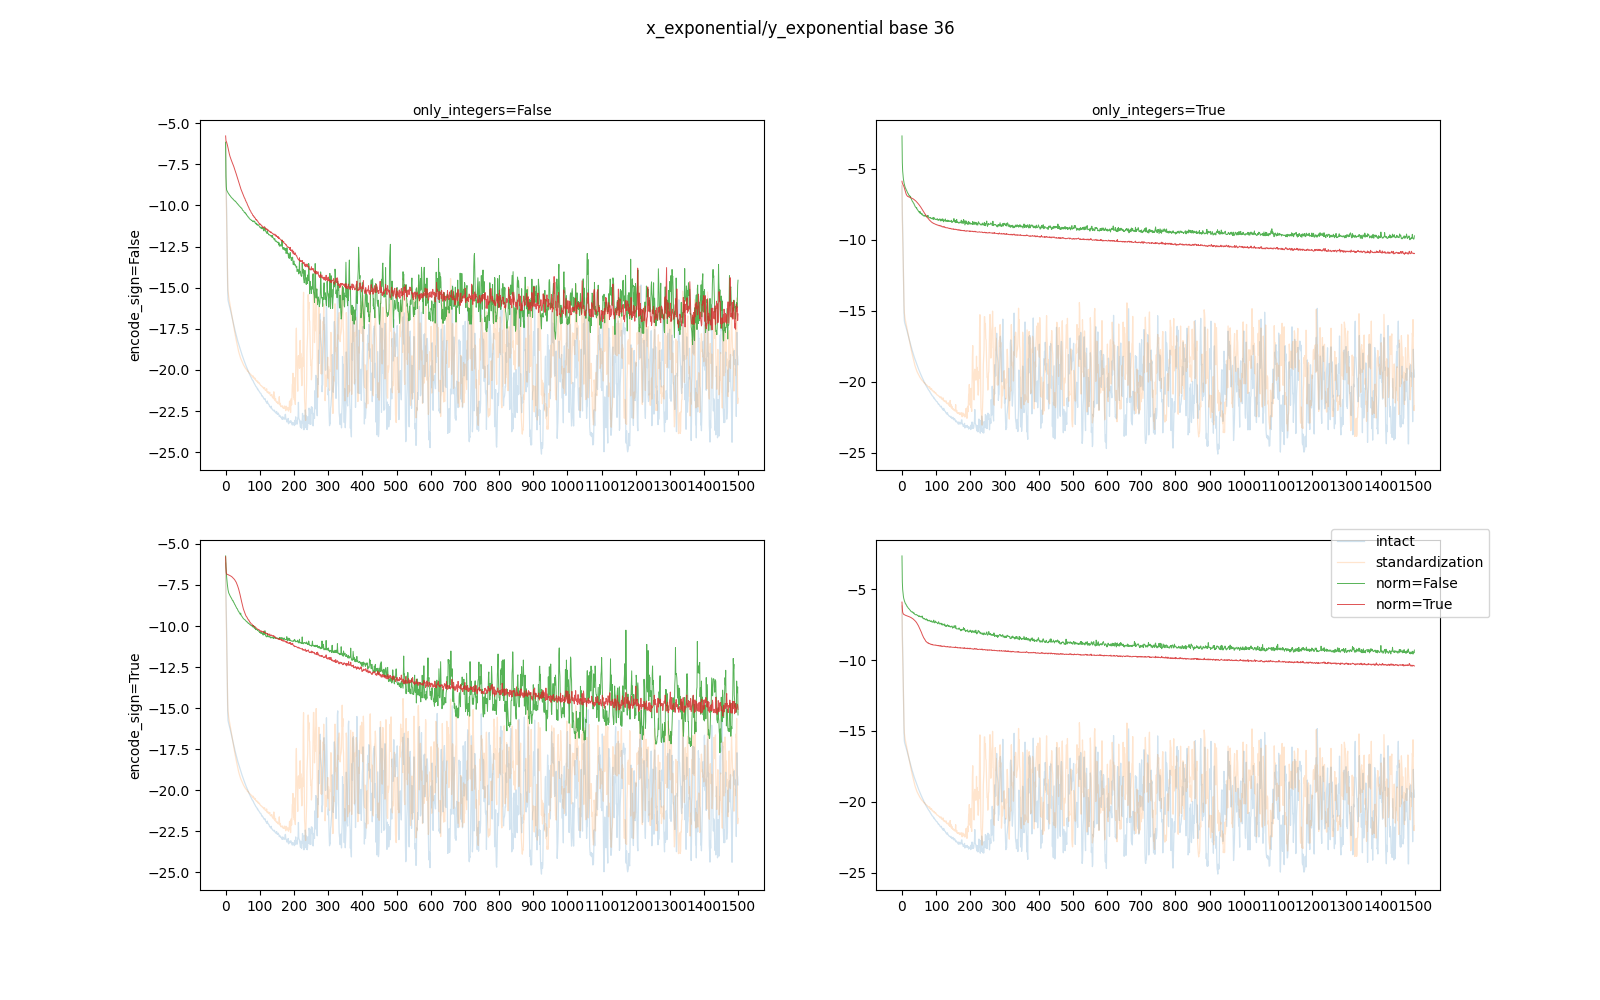 x_exponential/y_exponential base 36
only_integers=False
only_integers=True
encode_sign=False
−5.0
−7.5
−10.0
−12.5
−15.0
−17.5
−20.0
−22.5
−25.0
0 100 200 300 400 500 600 700 800 900 1000 1100 1200 1300 1400 1500
−5
−10
−15
−20
−25
0 100 200 300 400 500 600 700 800 900 1000 1100 1200 1300 1400 1500
encode_sign=True
−5.0
−7.5
−10.0
−12.5
−15.0
−17.5
−20.0
−22.5
−25.0
0 100 200 300 400 500 600 700 800 900 1000 1100 1200 1300 1400 1500
−5
−10
−15
−20
−25
0 100 200 300 400 500 600 700 800 900 1000 1100 1200 1300 1400 1500
intact
standardization
norm=False
norm=True